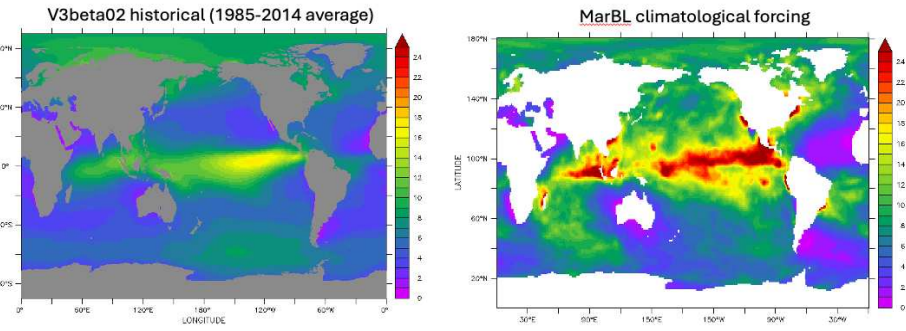 V3beta02 historical (1985-2014 average)
MarBL climatological forcing
0° 60°E 120°E 180° 120°W 60°W 0°
LONGITUDE
0°
24
22
20
18
16
14
12
10
8
6
4
2
0
LATITUDE
180°N
140°N
100°N
60°N
20°N
30°E 90°E 150°E 150°W 90°W 30°W
24
22
20
18
16
14
12
10
8
6
4
2
0